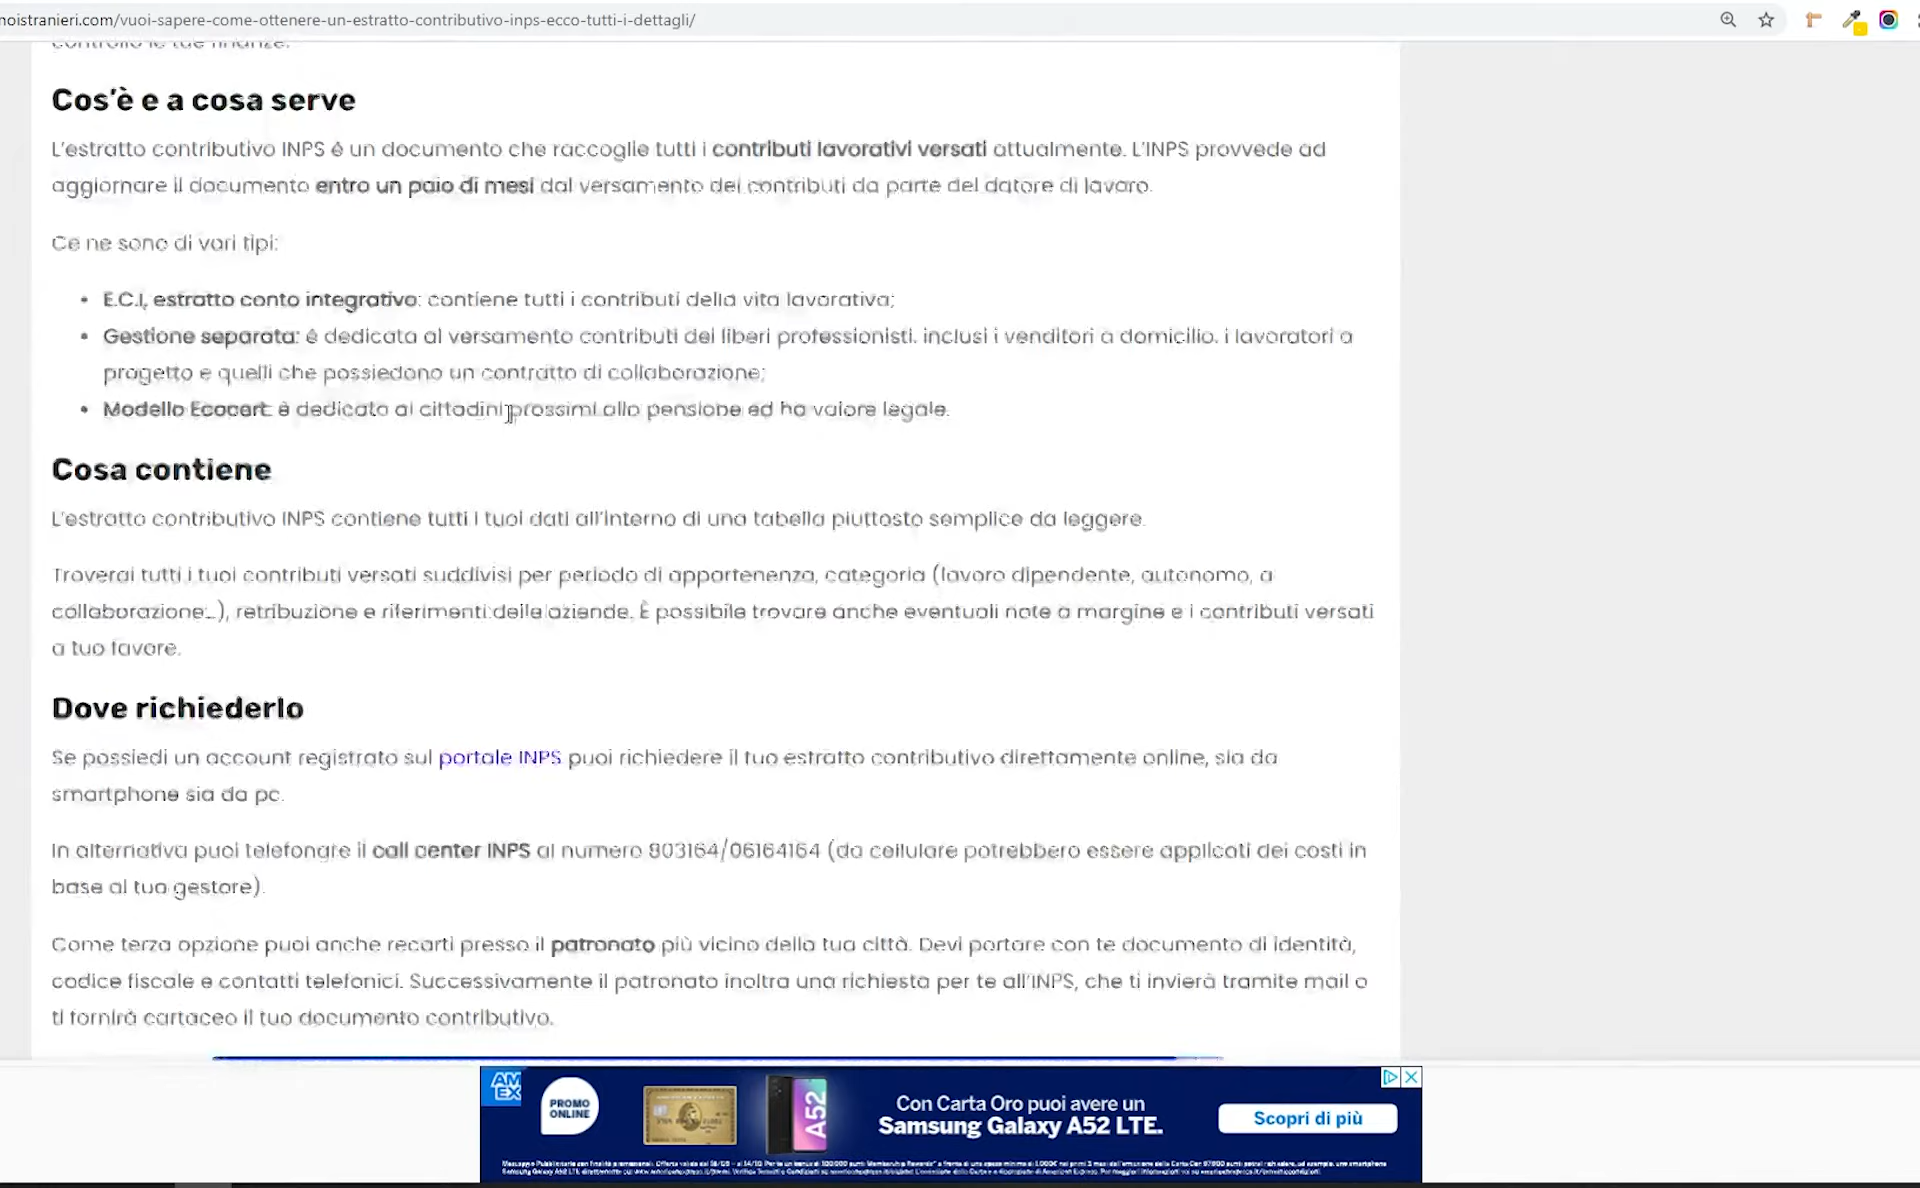 noistranieri.com/vuoi-sapere-come-ottenere-un-estratto-contributivo-inps-ecco-tutti-i-dettagli/
controllo le tue finanze.
Cos'è e a cosa serve
L'estratto contributivo INPS è un documento che raccoglie tutti i contributi lavorativi versati attualmente. L'INPS provvede ad
aggiornare il documento entro un paio di mesi dal versamento dei contributi da parte del datore di lavoro.
Ce ne sono di vari tipi:
• E.C.I, estratto conto integrativo: contiene tutti i contributi della vita lavorativa;
• Gestione separata: è dedicata al versamento contributi dei liberi professionisti, inclusi i venditori a domicilio, i lavoratori a
progetto e quelli che possiedono un contratto di collaborazione;
• Modello Ecocert: è dedicato ai cittadini prossimi alla pensione ed ha valore legale.
Cosa contiene
L'estratto contributivo INPS contiene tutti i tuoi dati all'interno di una tabella piuttosto semplice da leggere.
Troverai tutti i tuoi contributi versati suddivisi per periodo di appartenenza, categoria (lavoro dipendente, autonomo, a
collaborazione…), retribuzione e riferimenti delle aziende. È possibile trovare anche eventuali note a margine e i contributi versati
a tuo favore.
Dove richiederlo
Se possiedi un account registrato sul portale INPS puoi richiedere il tuo estratto contributivo direttamente online, sia da
smartphone sia da pc.
In alternativa puoi telefonare il call center INPS al numero 803164/06164164 (da cellulare potrebbero essere applicati dei costi in
base al tuo gestore).
Come terza opzione puoi anche recarti presso il patronato più vicino della tua città. Devi portare con te documento di identità,
codice fiscale e contatti telefonici. Successivamente il patronato inoltra una richiesta per te all'INPS, che ti invierà tramite mail o
ti fornirà cartaceo il tuo documento contributivo.
AM
EX
PROMO
ONLINE
A52
Con Carta Oro puoi avere un
Samsung Galaxy A52 LTE.
Scopri di più